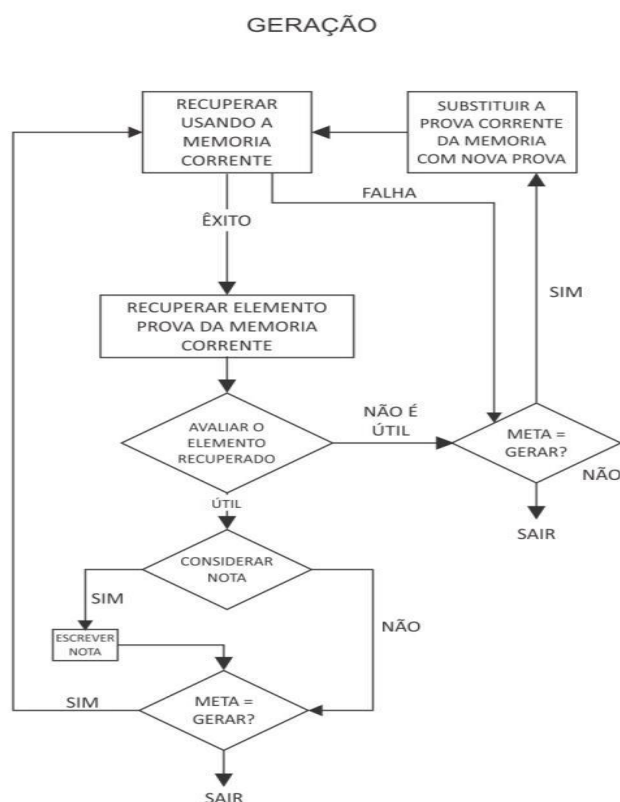 GERAÇÃO
RECUPERAR
USANDO A
MEMORIA
CORRENTE
SUBSTITUIR A
PROVA CORRENTE
DA MEMORIA
COM NOVA PROVA
FALHA
ÊXITO
SIM
RECUPERAR ELEMENTO
PROVA DA MEMORIA
CORRENTE
AVALIAR O
ELEMENTO
RECUPERADO
NÃO É
ÚTIL
META =
GERAR?
NÃO
SAIR
ÚTIL
CONSIDERAR
NOTA
SIM
NÃO
ESCREVER
NOTA
SIM
META =
GERAR?
SAIR